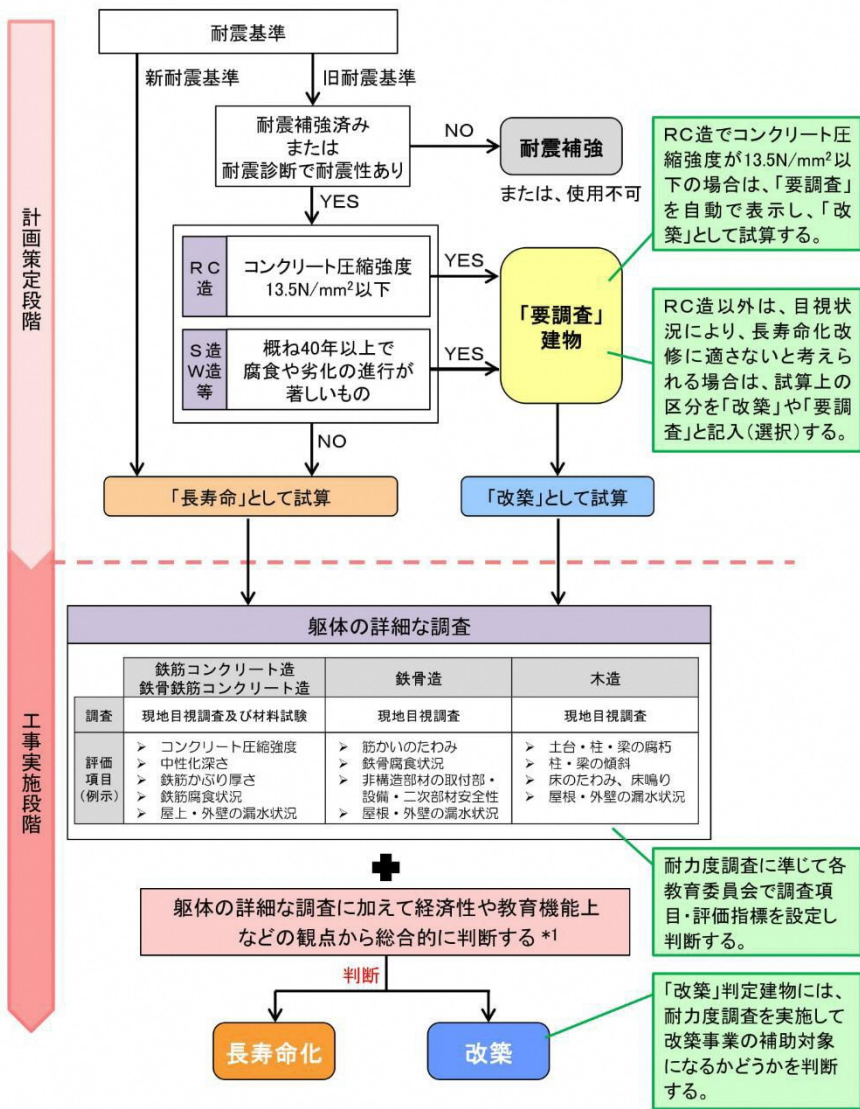 耐震基準
新耐震基準
旧耐震基準
耐震補強済み
または
耐震診断で耐震性あり
NO
耐震補強
または、使用不可
YES
RC造
コンクリート圧縮強度
13.5N/mm²以下
YES
S造
W造
等
概ね40年以上で
腐食や劣化の進行が
著しいもの
YES
「要調査」
建物
NO
「長寿命」として試算
「改築」として試算
RC造でコンクリート圧
縮強度が13.5N/mm²以
下の場合は、「要調査」
を自動で表示し、「改
築」として試算する。
RC造以外は、目視状
況により、長寿命化改
修に適さないと考えら
れる場合は、試算上の
区分を「改築」や「要調
査」と記入(選択)する。
計画策定段階
工事実施段階
躯体の詳細な調査
鉄筋コンクリート造
鉄骨鉄筋コンクリート造
鉄骨造
木造
調査
現地目視調査及び材料試験
現地目視調査
現地目視調査
評価
項目
(例示)
➢ コンクリート圧縮強度
➢ 中性化深さ
➢ 鉄筋かぶり厚さ
➢ 鉄筋腐食状況
➢ 屋上・外壁の漏水状況
➢ 筋かいのたわみ
➢ 鉄骨腐食状況
➢ 非構造部材の取付部・
設備・二次部材安全性
➢ 屋根・外壁の漏水状況
➢ 土台・柱・梁の腐朽
➢ 柱・梁の傾斜
➢ 床のたわみ、床鳴り
➢ 屋根・外壁の漏水状況
耐力度調査に準じて各
教育委員会で調査項
目・評価指標を設定し
判断する。
躯体の詳細な調査に加えて経済性や教育機能上
などの観点から総合的に判断する *1
判断
長寿命化
改築
「改築」判定建物には、
耐力度調査を実施して
改築事業の補助対象
になるかどうかを判断
する。